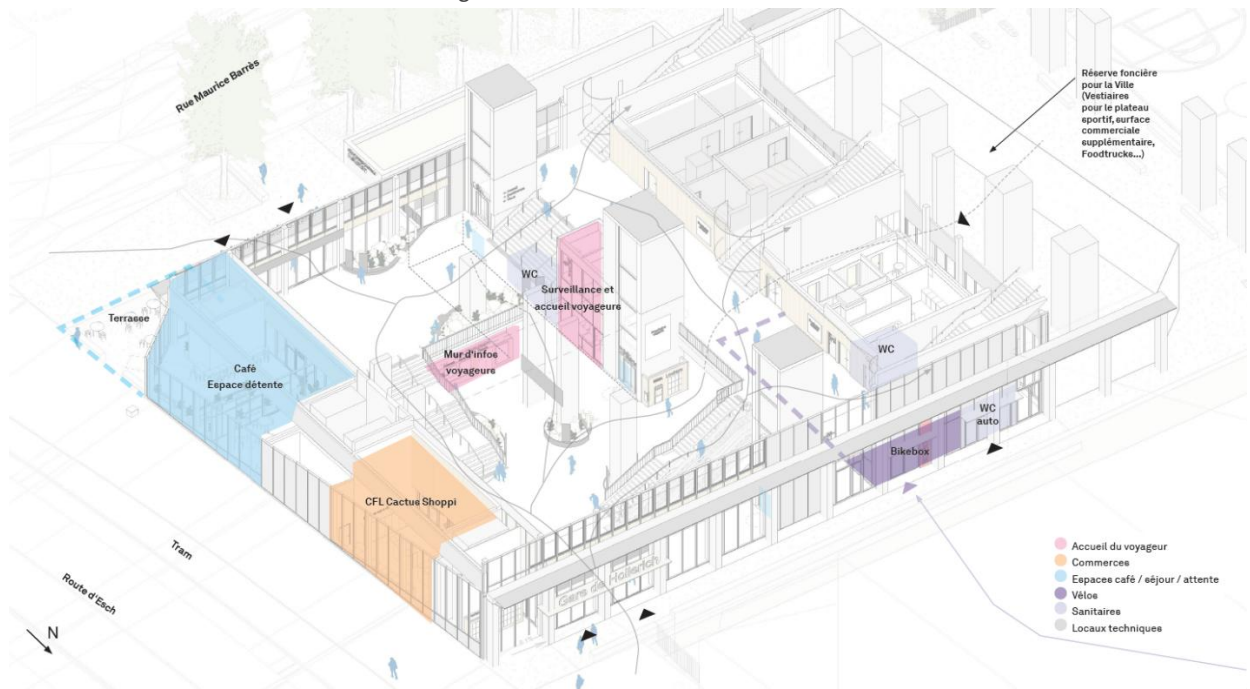 Rue Maurice Barrès
Réserve foncière
pour la Ville
(Vestiaires
pour le plateau
sportif, surface
commerciale
supplémentaire,
Foodtrucks...)
WC
Surveillance et
accueil voyageurs
Terrasse
Mur d'infos
voyageurs
WC
Café
Espace détente
WC
auto
Bikebox
CFL Cactus Shoppi
Tram
Gare de Hollerich
Route d'Esch
N
Accueil du voyageur
Commerces
Espaces café / séjour / attente
Vélos
Sanitaires
Locaux techniques